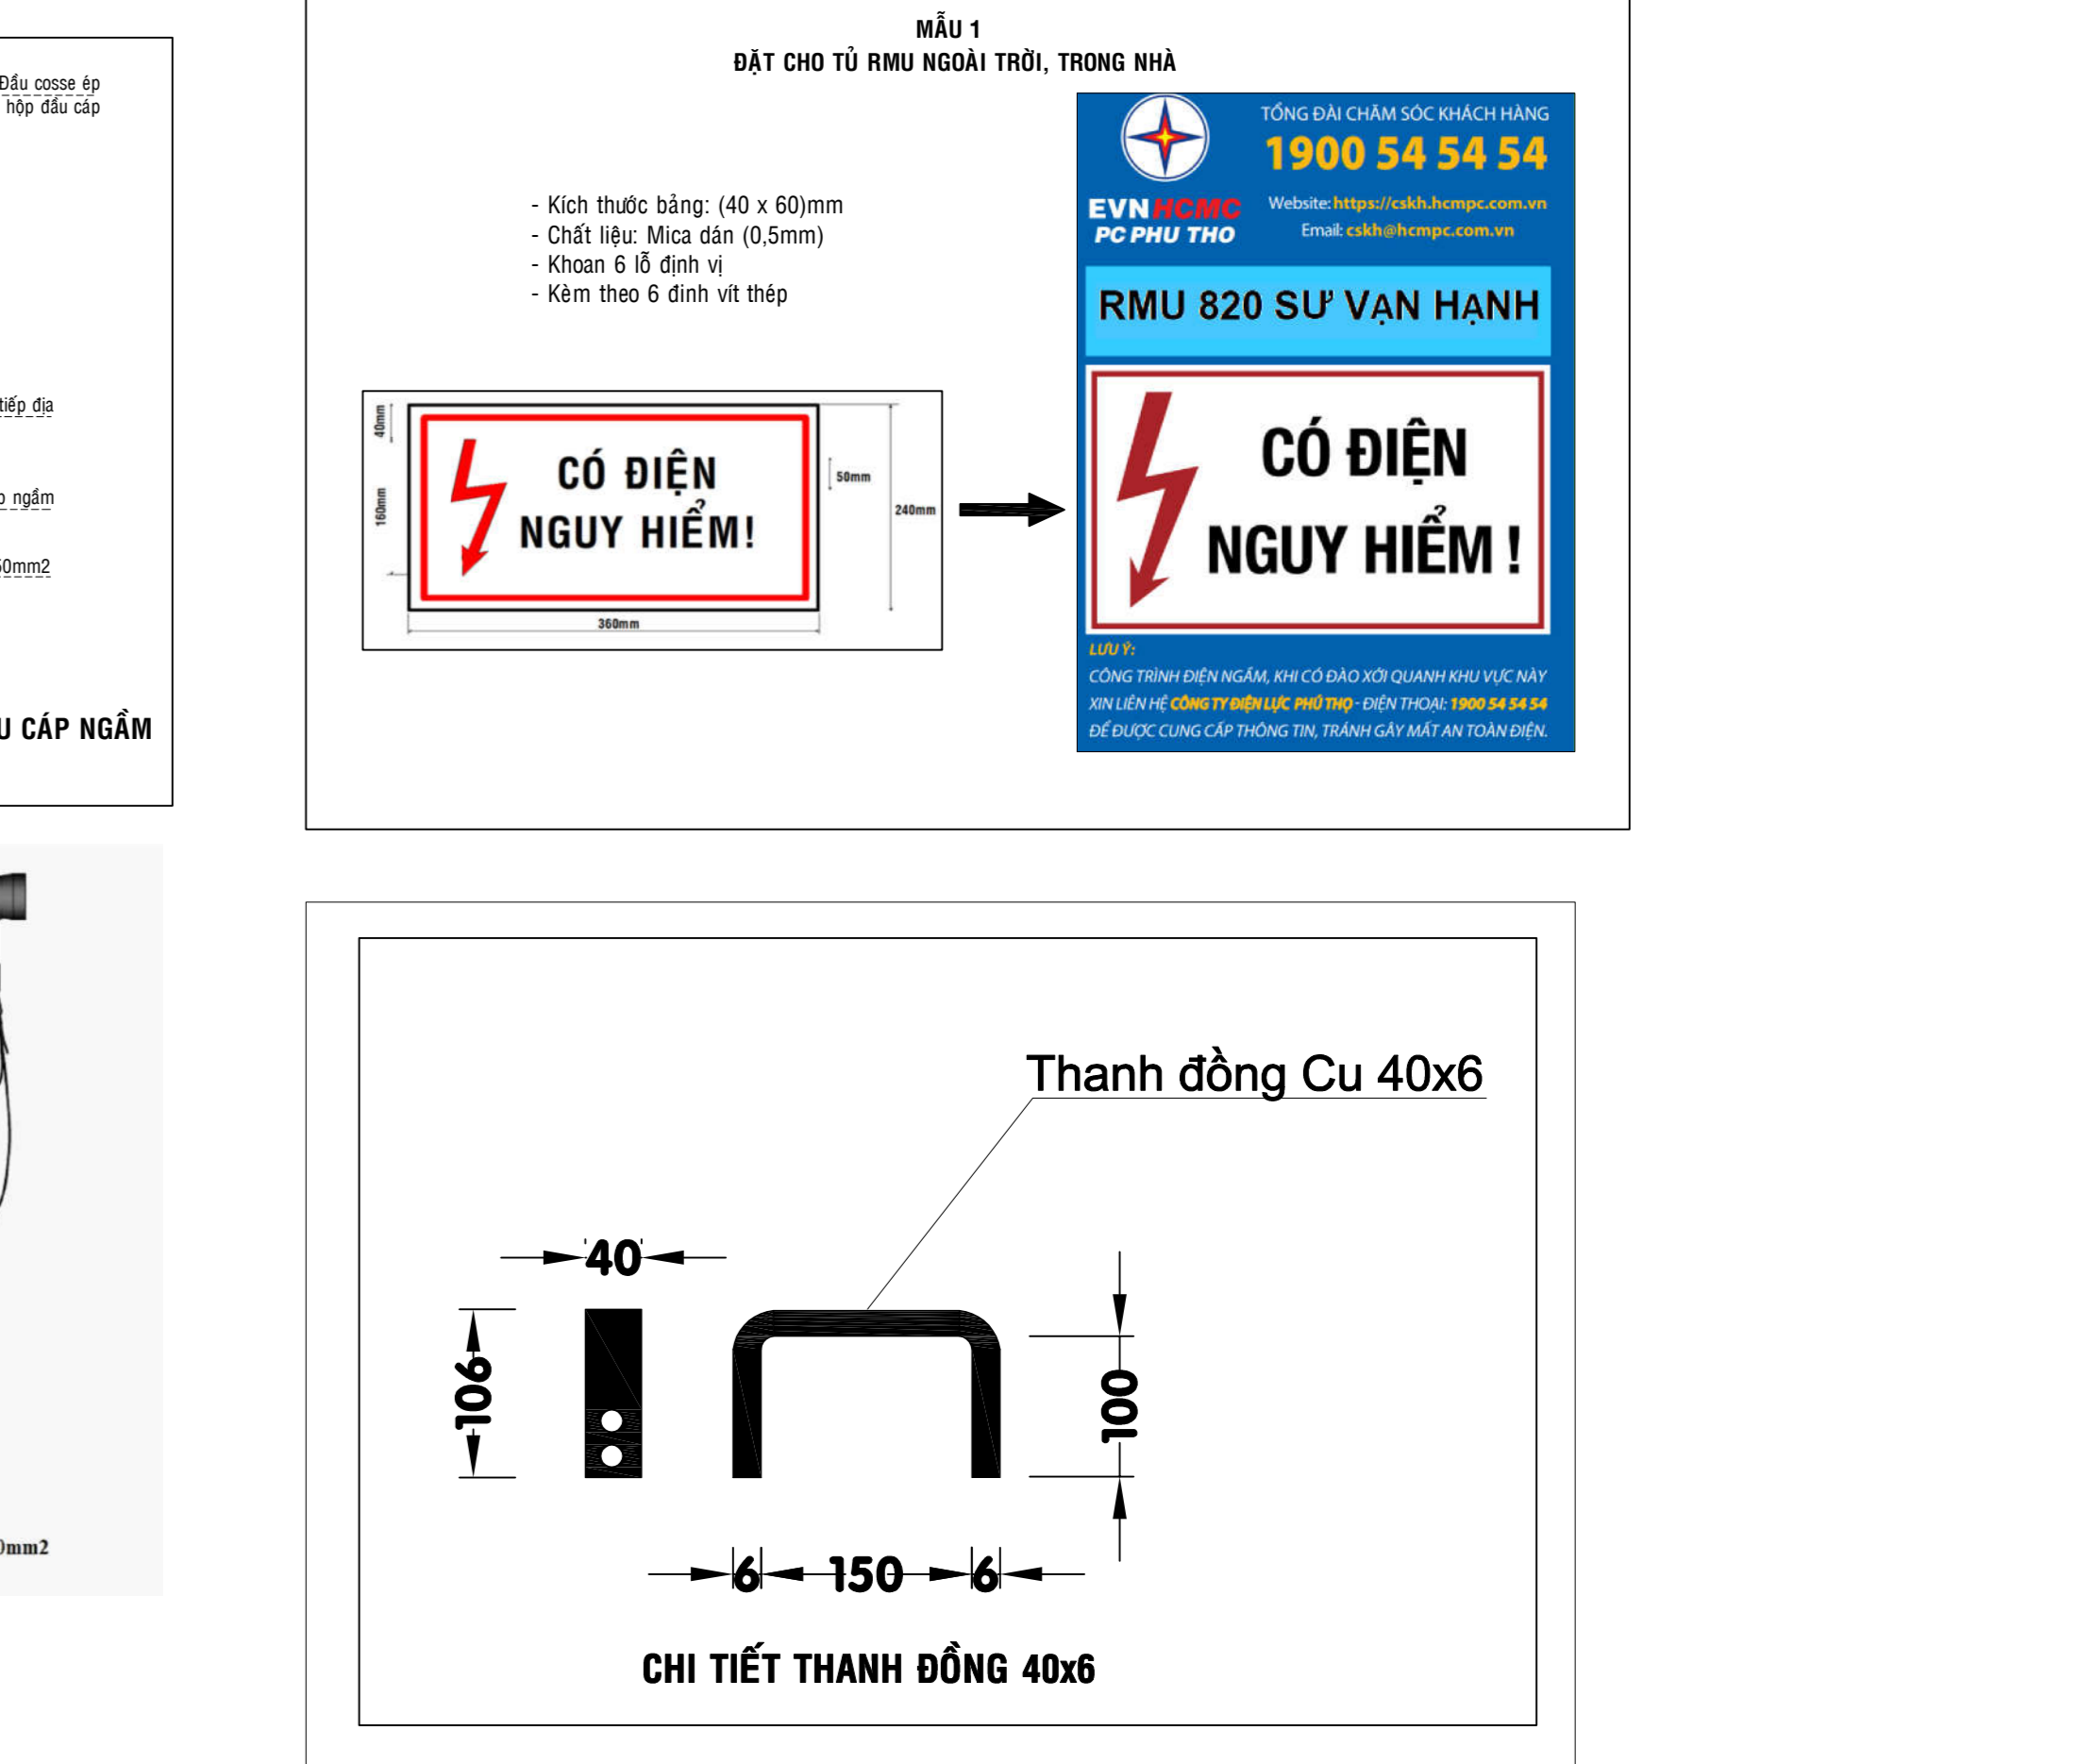 Đầu cosse ép
hộp đầu cáp
tiếp địa
ngầm
50mm2
CÁP NGẦM
0mm2
MẪU 1
ĐẶT CHO TỦ RMU NGOÀI TRỜI, TRONG NHÀ
- Kích thước bảng: (40 x 60)mm
- Chất liệu: Mica dán (0,5mm)
- Khoan 6 lỗ định vị
- Kèm theo 6 đinh vít thép
40mm
160mm
CÓ ĐIỆN
NGUY HIỂM!
50mm
240mm
360mm
TỔNG ĐÀI CHĂM SÓC KHÁCH HÀNG
1900 54 54 54
EVNHCMC
PC PHU THO
Website: https://cskh.hcmpc.com.vn
Email: cskh@hcmpc.com.vn
RMU 820 SƯ VẠN HẠNH
CÓ ĐIỆN
NGUY HIỂM !
LƯU Ý:
CÔNG TRÌNH ĐIỆN NGẦM, KHI CÓ ĐÀO XỚI QUANH KHU VỰC NÀY
XIN LIÊN HỆ CÔNG TY ĐIỆN LỰC PHÚ THỌ - ĐIỆN THOẠI: 1900 54 54 54
ĐỂ ĐƯỢC CUNG CẤP THÔNG TIN, TRÁNH GÂY MẤT AN TOÀN ĐIỆN.
Thanh đồng Cu 40x6
40
106
100
6 150 6
CHI TIẾT THANH ĐỒNG 40x6